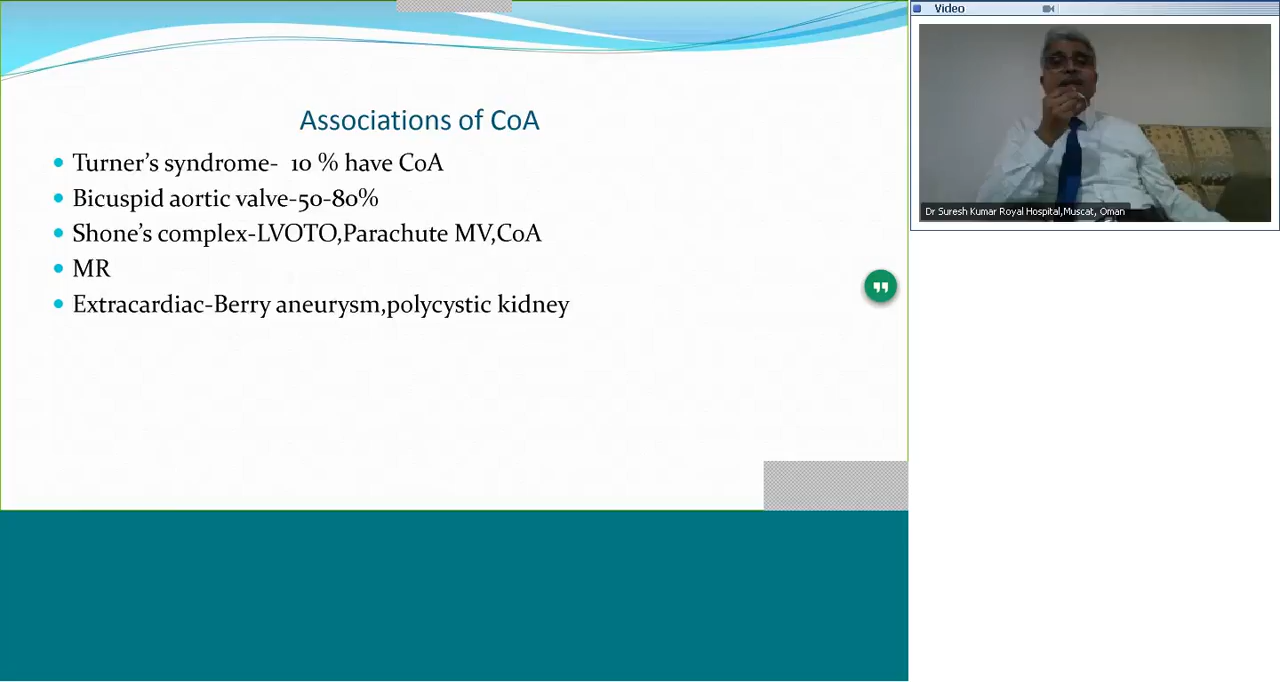 Associations of CoA
Turner's syndrome-  10 % have CoA
Bicuspid aortic valve-50-80%
Shone's complex-LVOTO,Parachute MV,CoA
MR
Extracardiac-Berry aneurysm,polycystic kidney
Video
Dr Suresh Kumar Royal Hospital,Muscat, Oman